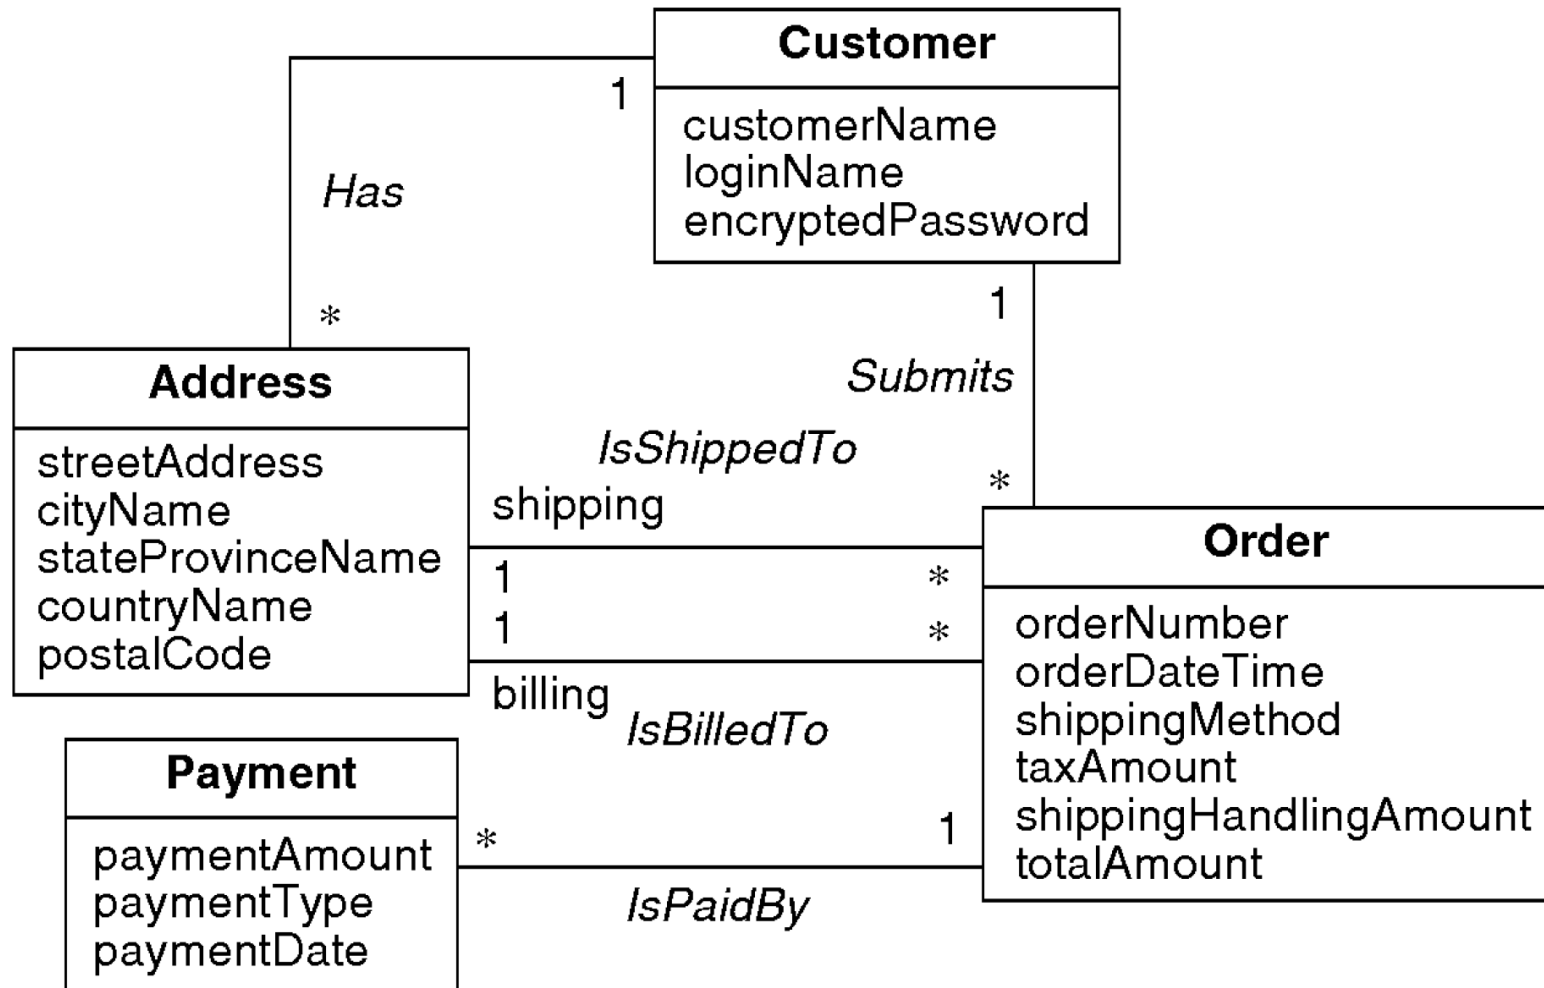 Customer
customerName
loginName
encryptedPassword
1
Has
*
1
Submits
*
Address
streetAddress
cityName
stateProvinceName
countryName
postalCode
IsShippedTo
shipping
1
*
1
*
billing
IsBilledTo
Order
orderNumber
orderDateTime
shippingMethod
taxAmount
shippingHandlingAmount
totalAmount
Payment
paymentAmount
paymentType
paymentDate
*
1
IsPaidBy